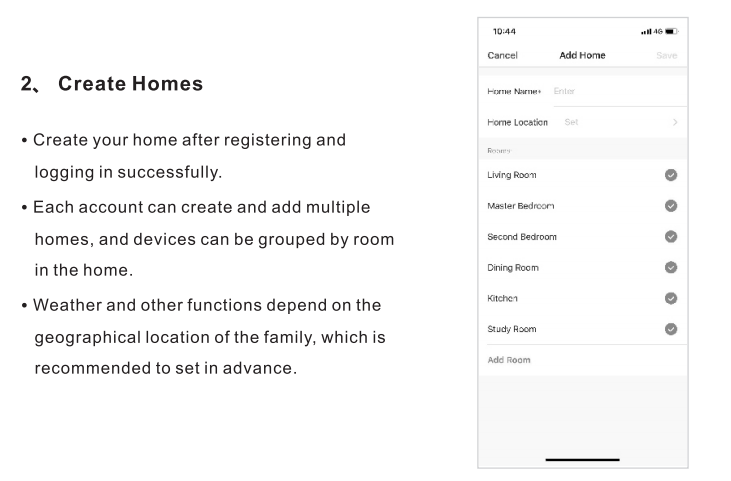 2、 Create Homes
• Create your home after registering and
logging in successfully.
• Each account can create and add multiple
homes, and devices can be grouped by room
in the home.
• Weather and other functions depend on the
geographical location of the family, which is
recommended to set in advance.
10:44 4G
Cancel Add Home Save
Home Name* Enter
Home Location Set >
Rooms
Living Room
Master Bedroom
Second Bedroom
Dining Room
Kitchen
Study Room
Add Room